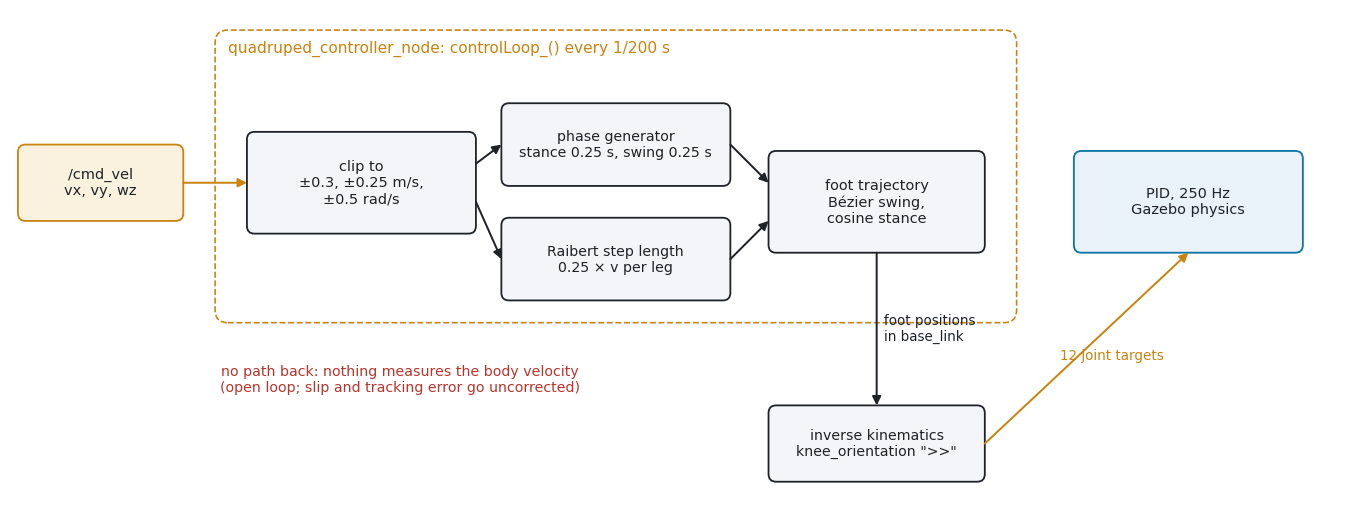 quadruped_controller_node: controlLoop_() every 1/200 s
/cmd_vel
vx, vy, wz
clip to
±0.3, ±0.25 m/s,
±0.5 rad/s
phase generator
stance 0.25 s, swing 0.25 s
Raibert step length
0.25 × v per leg
foot trajectory
Bézier swing,
cosine stance
PID, 250 Hz
Gazebo physics
foot positions
in base_link
12 joint targets
no path back: nothing measures the body velocity
(open loop; slip and tracking error go uncorrected)
inverse kinematics
knee_orientation ">>"